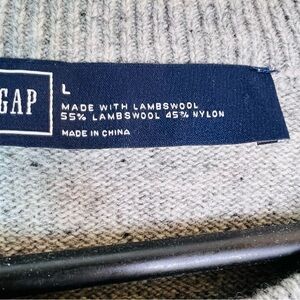 GAP
L
MADE WITH LAMBSWOOL
55% LAMBSWOOL 45% NYLON
MADE IN CHINA